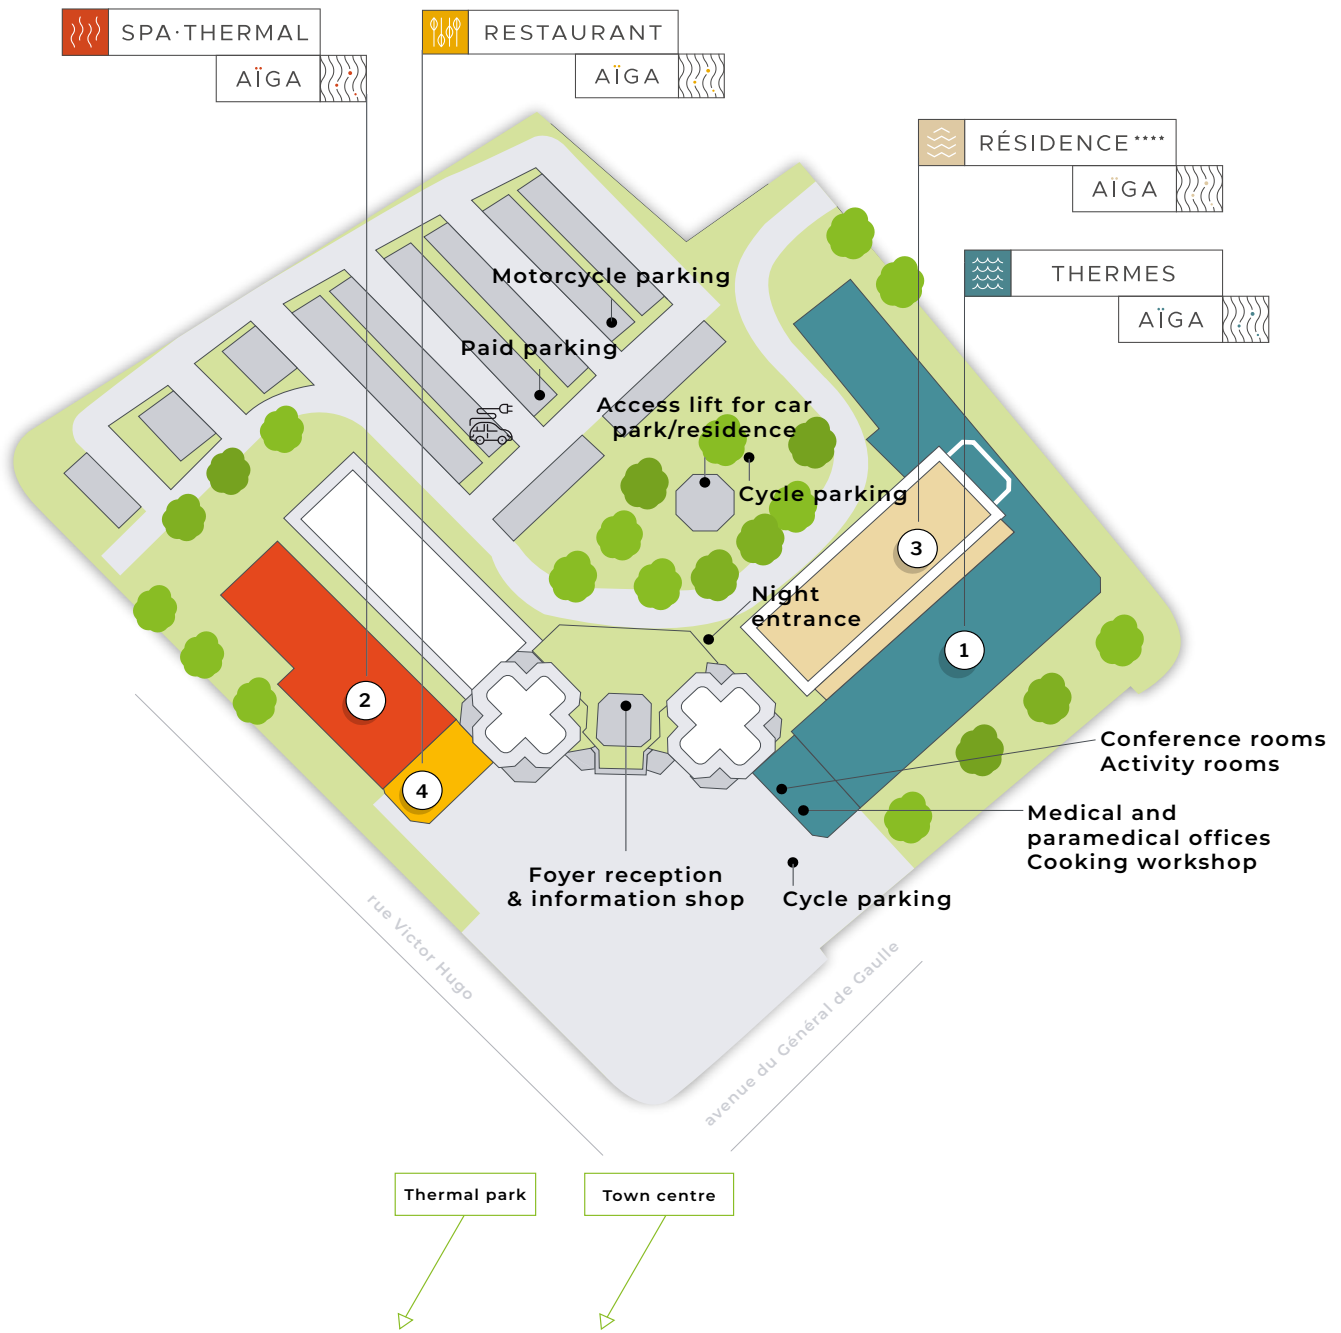 SPA·THERMAL
AÏGA
RESTAURANT
AÏGA
RÉSIDENCE****
AÏGA
THERMES
AÏGA
Motorcycle parking
Paid parking
Access lift for car
park/residence
Cycle parking
3
Night
entrance
1
2
4
Conference rooms
Activity rooms
Medical and
paramedical offices
Cooking workshop
Foyer reception
& information shop
Cycle parking
rue Victor Hugo
avenue du Général de Gaulle
Thermal park
Town centre